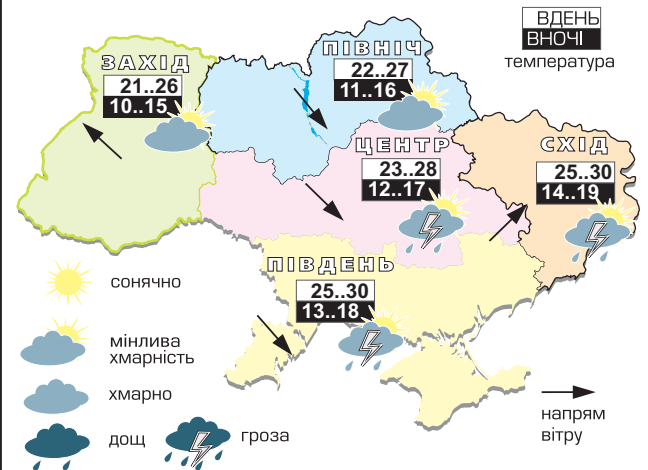 ВДЕНЬ
ВНОЧІ
температура
ЗАХІД
21..26
10..15
ПІВНІЧ
22..27
11..16
ЦЕНТР
23..28
12..17
СХІД
25..30
14..19
ПІВДЕНЬ
25..30
13..18
сонячно
мінлива
хмарність
хмарно
дощ
гроза
напрям
вітру